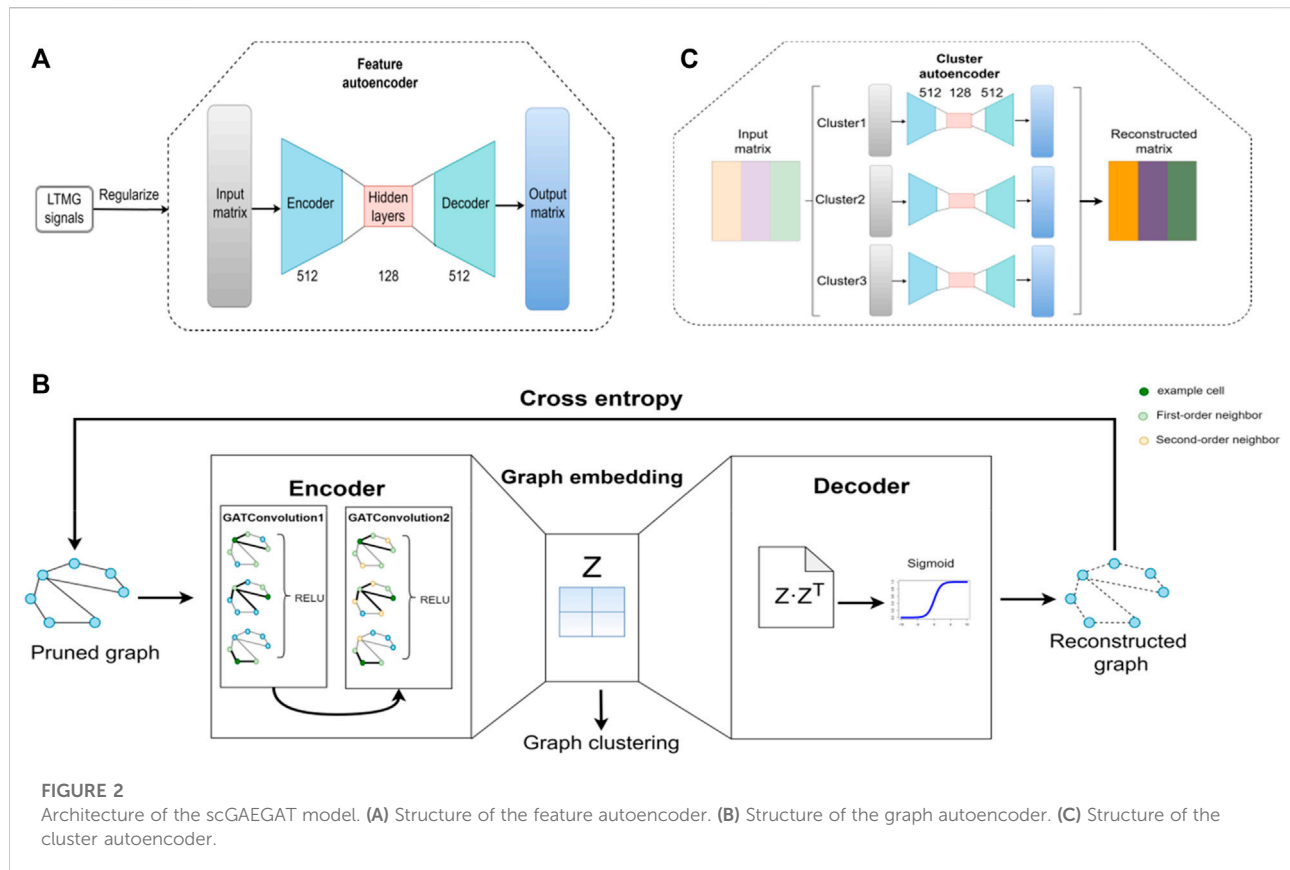 A
Feature
autoencoder
LTMG
signals
Regularize
Input
matrix
Encoder
Hidden
layers
Decoder
Output
matrix
512
128
512
C
Cluster
autoencoder
512 128 512
Input
matrix
Cluster1
Cluster2
Cluster3
Reconstructed
matrix
B
Cross entropy
example cell
First-order neighbor
Second-order neighbor
Encoder
GATConvolution1
GATConvolution2
RELU
RELU
Graph embedding
Z
Decoder
Z·Z^T
Sigmoid
Pruned graph
Graph clustering
Reconstructed
graph
FIGURE 2
Architecture of the scGAEGAT model. (A) Structure of the feature autoencoder. (B) Structure of the graph autoencoder. (C) Structure of the
cluster autoencoder.